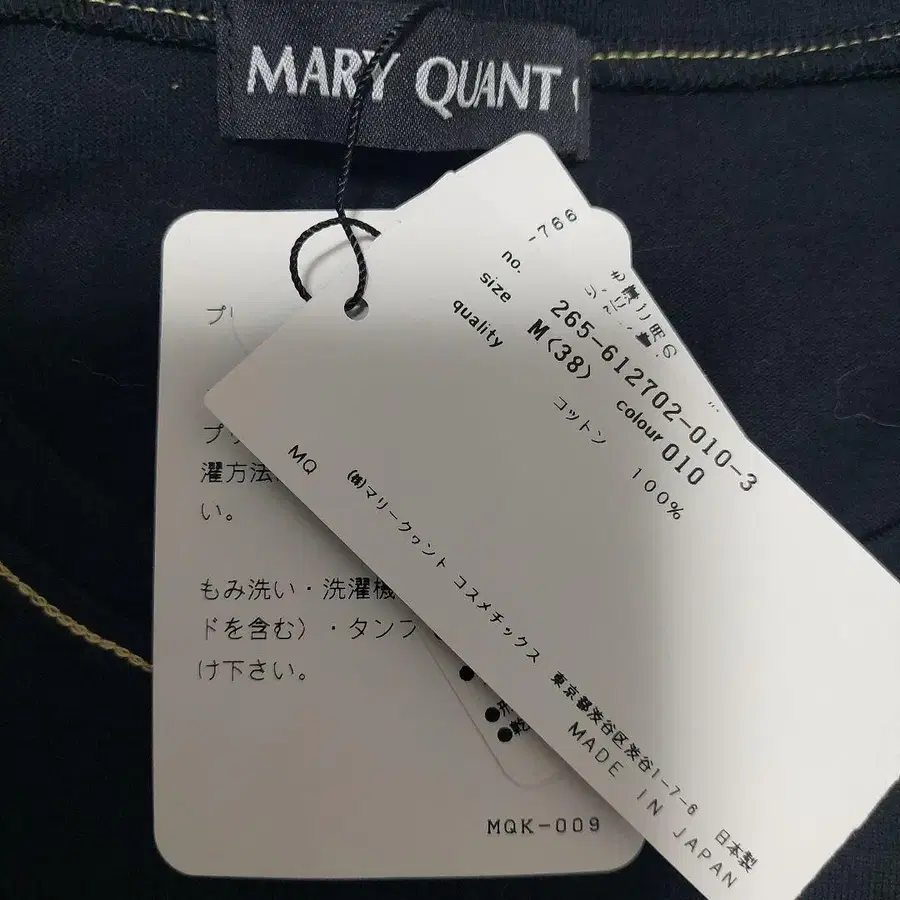 MARY QUANT
no. -766
size 265-612702-010-3
quality M(38) colour 010
コットン 100%
MQ (株)マリークヮント コスメチックス 東京都渋谷区渋谷1-7-6 日本製
MADE IN JAPAN
プ
プ
濯方法
い。
もみ洗い・洗濯機
ドを含む）・タンブ
け下さい。
MQK-009